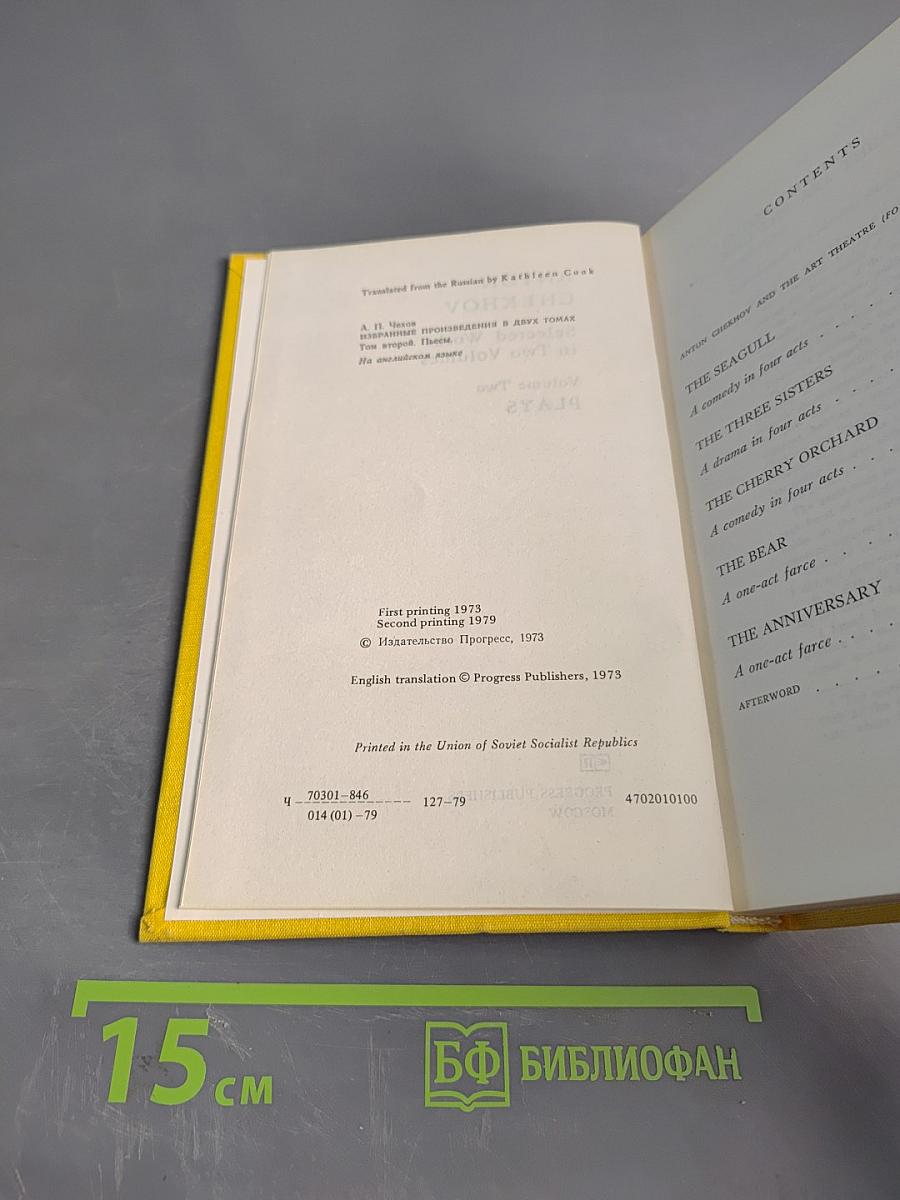 Translated from the Russian by Kathleen Cook
А. П. Чехов
ИЗБРАННЫЕ ПРОИЗВЕДЕНИЯ В ДВУХ ТОМАХ
Том второй. Пьесы.
На английском языке
First printing 1973
Second printing 1979
© Издательство Прогресс, 1973
English translation © Progress Publishers, 1973
Printed in the Union of Soviet Socialist Republics
Ч 70301–846 127–79 4702010100
014 (01) –79
CONTENTS
ANTON CHEKHOV AND THE ART THEATRE
THE SEAGULL
A comedy in four acts . . . .
THE THREE SISTERS
A drama in four acts . . . .
THE CHERRY ORCHARD
A comedy in four acts . . .
THE BEAR
A one-act farce . . . .
THE ANNIVERSARY
A one-act farce . . . .
AFTERWORD . . . . .
15 см
БФ БИБЛИОФАН